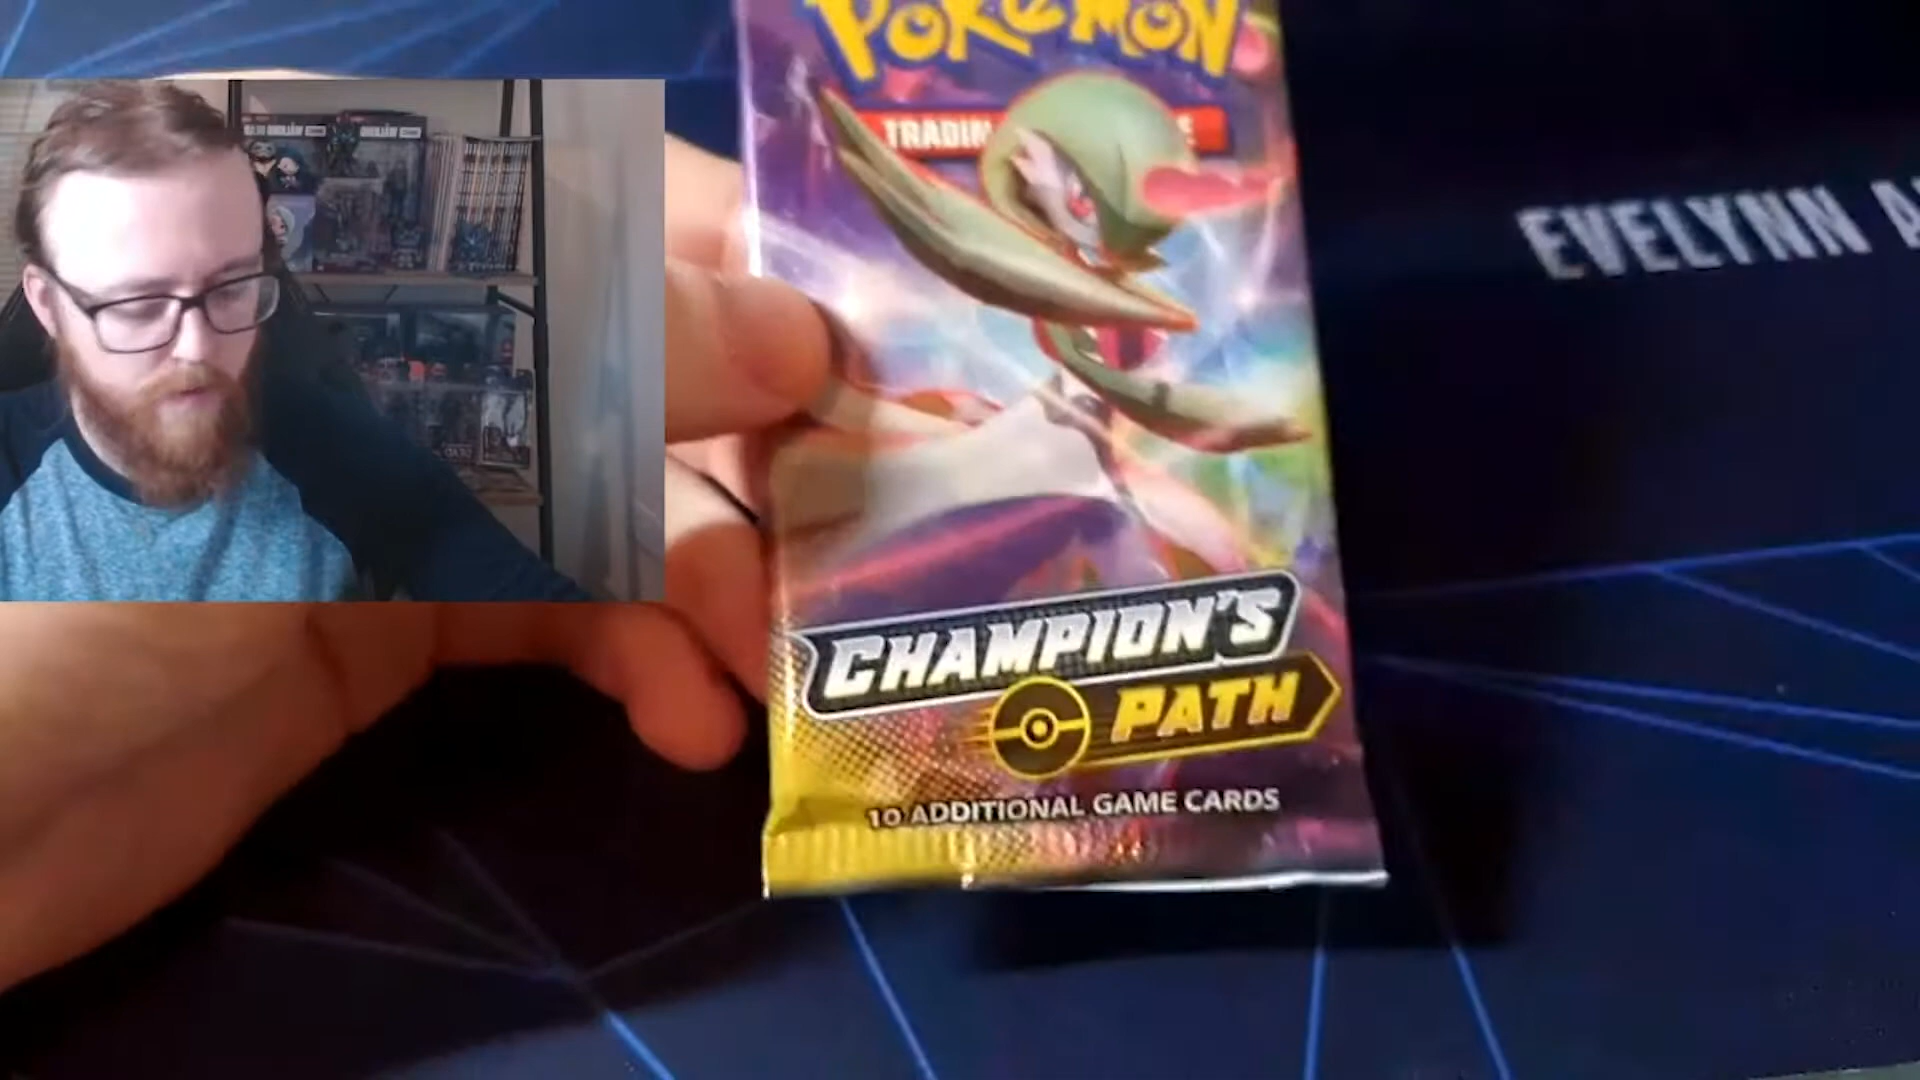 POKéMON
TRADIN E
EVELYNN A
CHAMPION'S
PATH
10 ADDITIONAL GAME CARDS